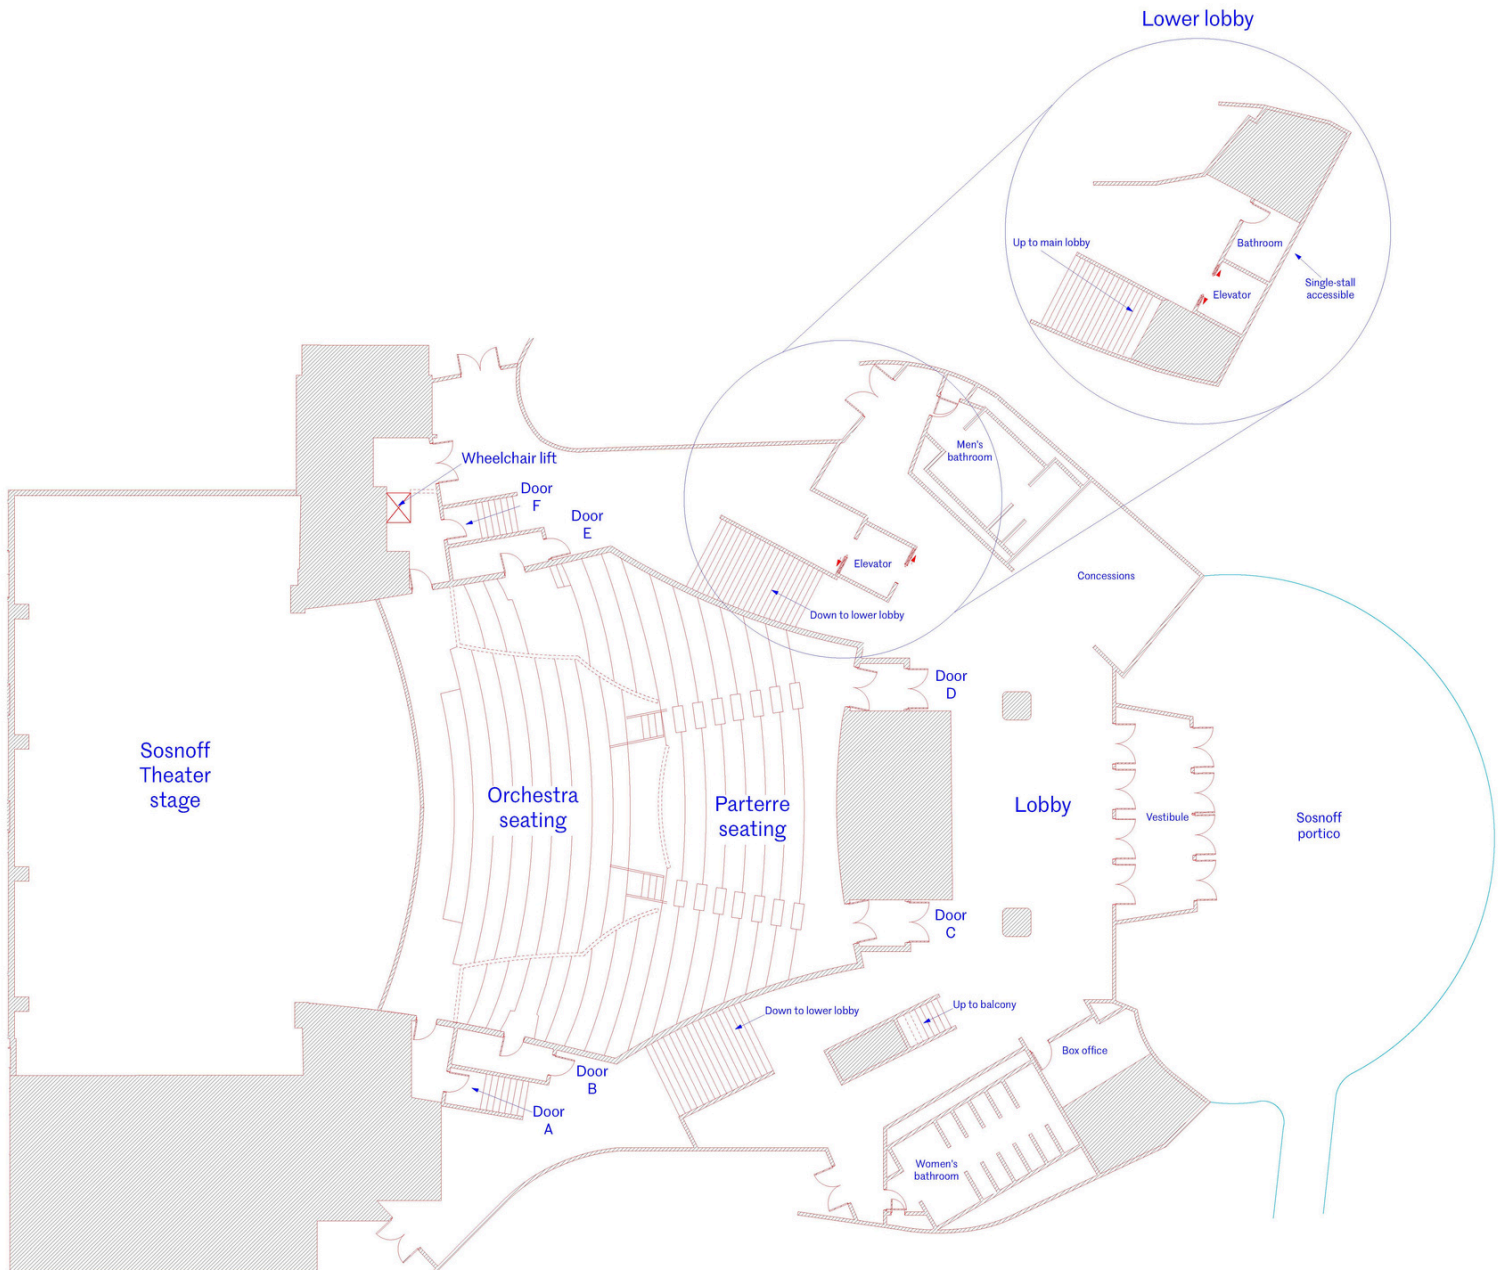 Lower lobby
Up to main lobby
Bathroom
Elevator
Single-stall
accessible
Wheelchair lift
Door
F
Door
E
Men's
bathroom
Elevator
Concessions
Down to lower lobby
Door
D
Sosnoff
Theater
stage
Orchestra
seating
Parterre
seating
Lobby
Vestibule
Sosnoff
portico
Door
C
Down to lower lobby
Up to balcony
Box office
Door
B
Door
A
Women's
bathroom